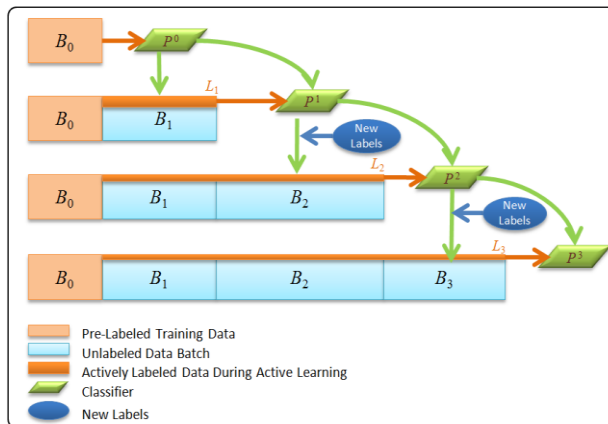 B₀ P⁰
L₁
B₀ B₁ P¹
New Labels
L₂
B₀ B₁ B₂ P²
New Labels
L₃
B₀ B₁ B₂ B₃ P³
Pre-Labeled Training Data
Unlabeled Data Batch
Actively Labeled Data During Active Learning
Classifier
New Labels